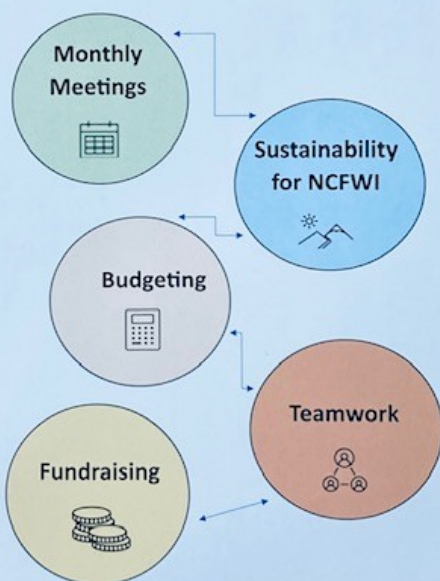 Monthly
Meetings
Sustainability
for NCFWI
Budgeting
Teamwork
Fundraising